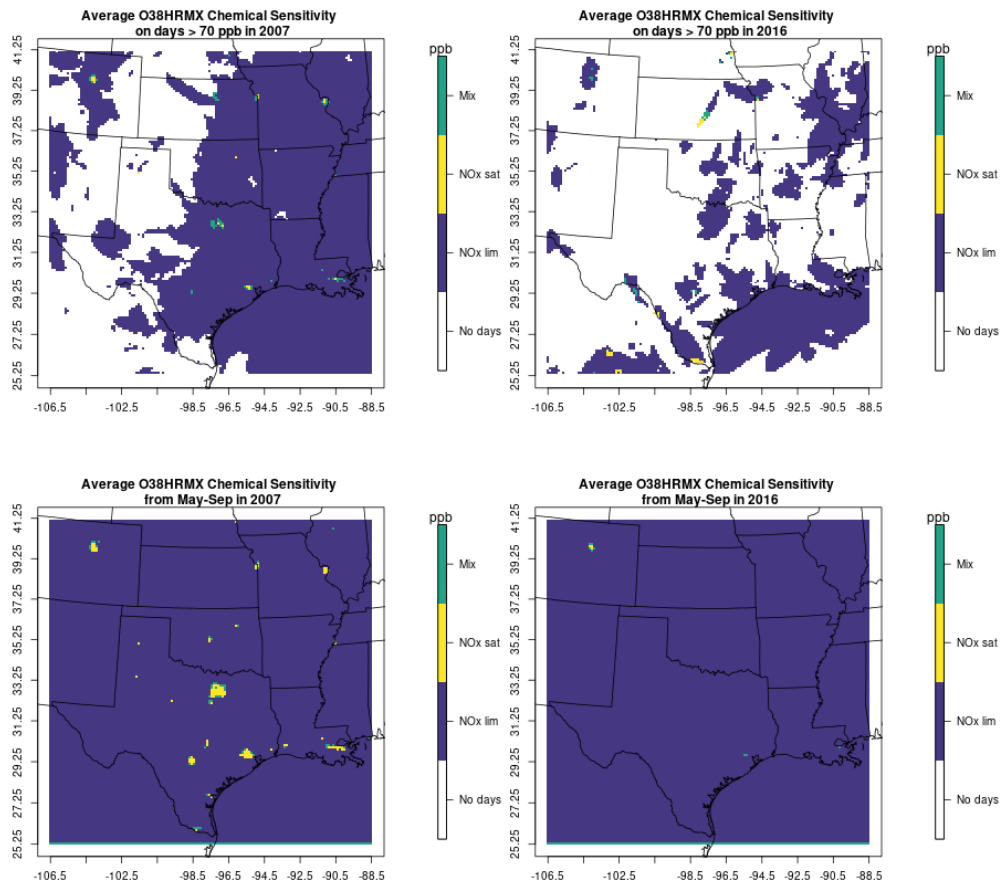 Average O38HRMX Chemical Sensitivity
on days > 70 ppb in 2007
ppb
Mix
NOx sat
NOx lim
No days
41.25
39.25
37.25
35.25
33.25
31.25
29.25
27.25
25.25
-106.5
-102.5
-98.5
-96.5
-94.5
-92.5
-90.5
-88.5
Average O38HRMX Chemical Sensitivity
on days > 70 ppb in 2016
ppb
Mix
NOx sat
NOx lim
No days
41.25
39.25
37.25
35.25
33.25
31.25
29.25
27.25
25.25
-106.5
-102.5
-98.5
-96.5
-94.5
-92.5
-90.5
-88.5
Average O38HRMX Chemical Sensitivity
from May-Sep in 2007
ppb
Mix
NOx sat
NOx lim
No days
41.25
39.25
37.25
35.25
33.25
31.25
29.25
27.25
25.25
-106.5
-102.5
-98.5
-96.5
-94.5
-92.5
-90.5
-88.5
Average O38HRMX Chemical Sensitivity
from May-Sep in 2016
ppb
Mix
NOx sat
NOx lim
No days
41.25
39.25
37.25
35.25
33.25
31.25
29.25
27.25
25.25
-106.5
-102.5
-98.5
-96.5
-94.5
-92.5
-90.5
-88.5